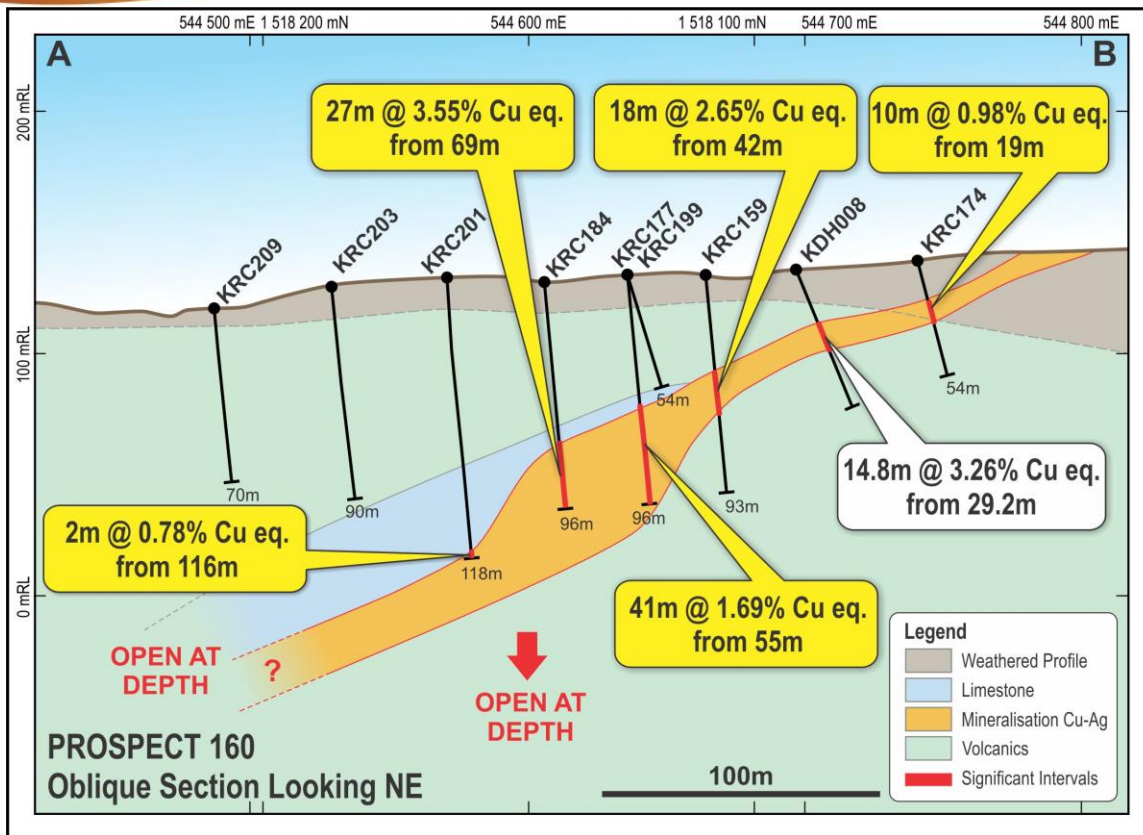 544 500 mE
1 518 200 mN
544 600 mE
1 518 100 mN
544 700 mE
544 800 mE
A
B
200 mRL
100 mRL
0 mRL
27m @ 3.55% Cu eq.
from 69m
18m @ 2.65% Cu eq.
from 42m
10m @ 0.98% Cu eq.
from 19m
KRC209
KRC203
KRC201
KRC184
KRC177
KRC199
KRC159
KDH008
KRC174
70m
90m
118m
96m
96m
54m
93m
54m
14.8m @ 3.26% Cu eq.
from 29.2m
2m @ 0.78% Cu eq.
from 116m
41m @ 1.69% Cu eq.
from 55m
OPEN AT
DEPTH
?
OPEN AT
DEPTH
PROSPECT 160
Oblique Section Looking NE
100m
Legend
Weathered Profile
Limestone
Mineralisation Cu-Ag
Volcanics
Significant Intervals